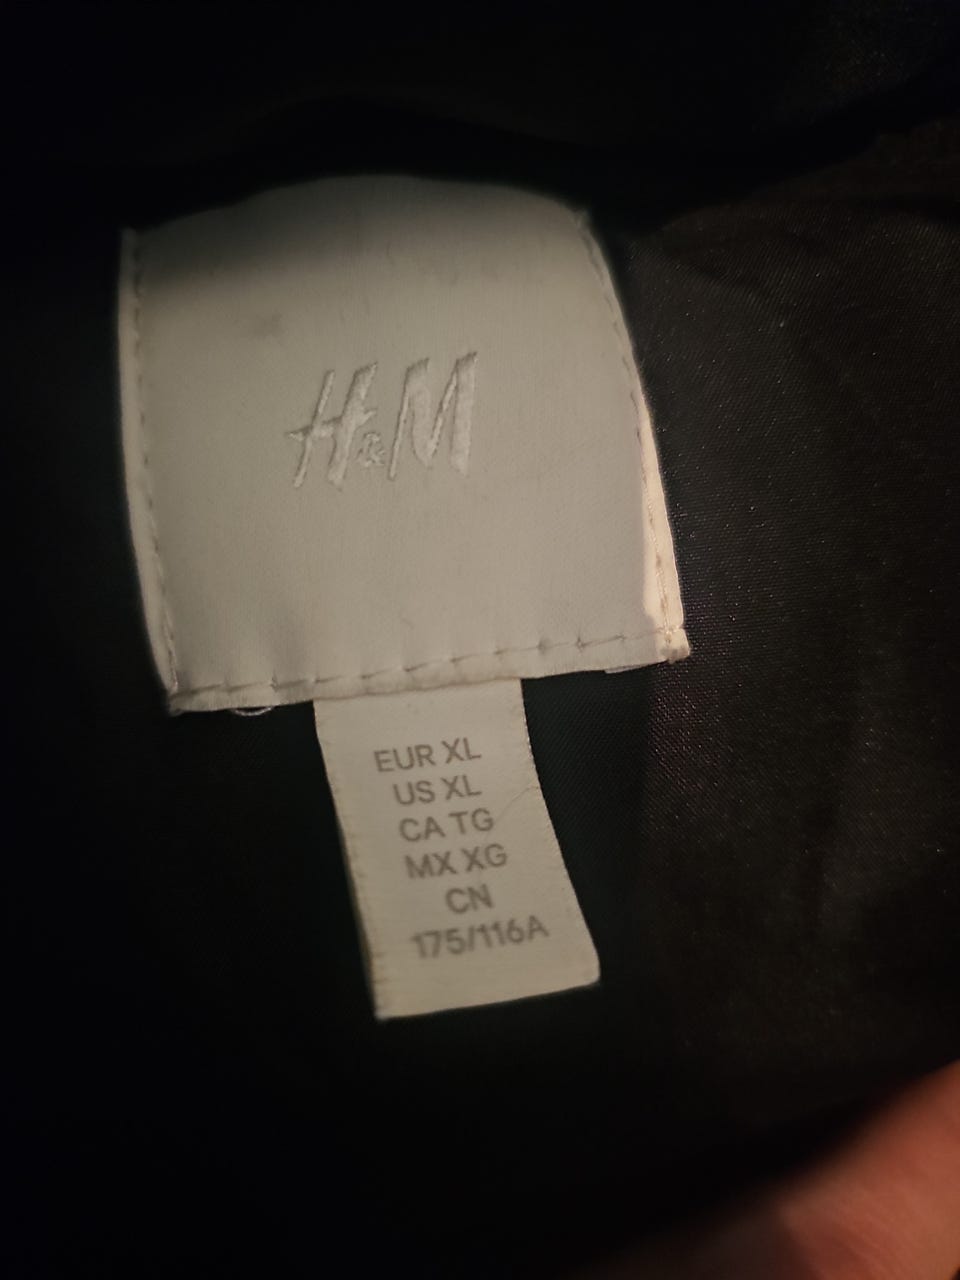 H&M
EUR XL
US XL
CA TG
MX XG
CN
175/116A